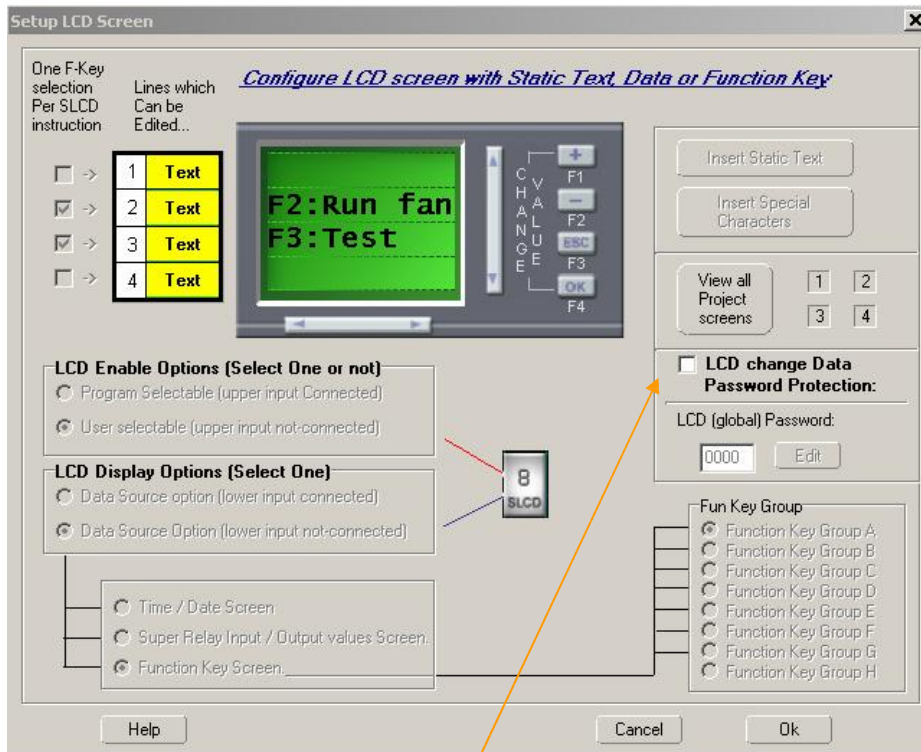 Setup LCD Screen
One F-Key
selection
Per SLCD
instruction
Lines which
Can be
Edited...
Configure LCD screen with Static Text, Data or Function Key
->
1 Text
->
2 Text
->
3 Text
->
4 Text
F2:Run fan
F3:Test
CHANGE
VALUE
+
F1
-
F2
ESC
F3
OK
F4
Insert Static Text
Insert Special
Characters
View all
Project
screens
1 2
3 4
LCD change Data
Password Protection:
LCD (global) Password:
0000 Edit
LCD Enable Options (Select One or not)
Program Selectable (upper input Connected)
User selectable (upper input not-connected)
LCD Display Options (Select One)
Data Source option (lower input connected)
Data Source Option (lower input not-connected)
8
SLCD
Time / Date Screen
Super Relay Input / Output values Screen.
Function Key Screen.
Fun Key Group
Function Key Group A
Function Key Group B
Function Key Group C
Function Key Group D
Function Key Group E
Function Key Group F
Function Key Group G
Function Key Group H
Help
Cancel
Ok